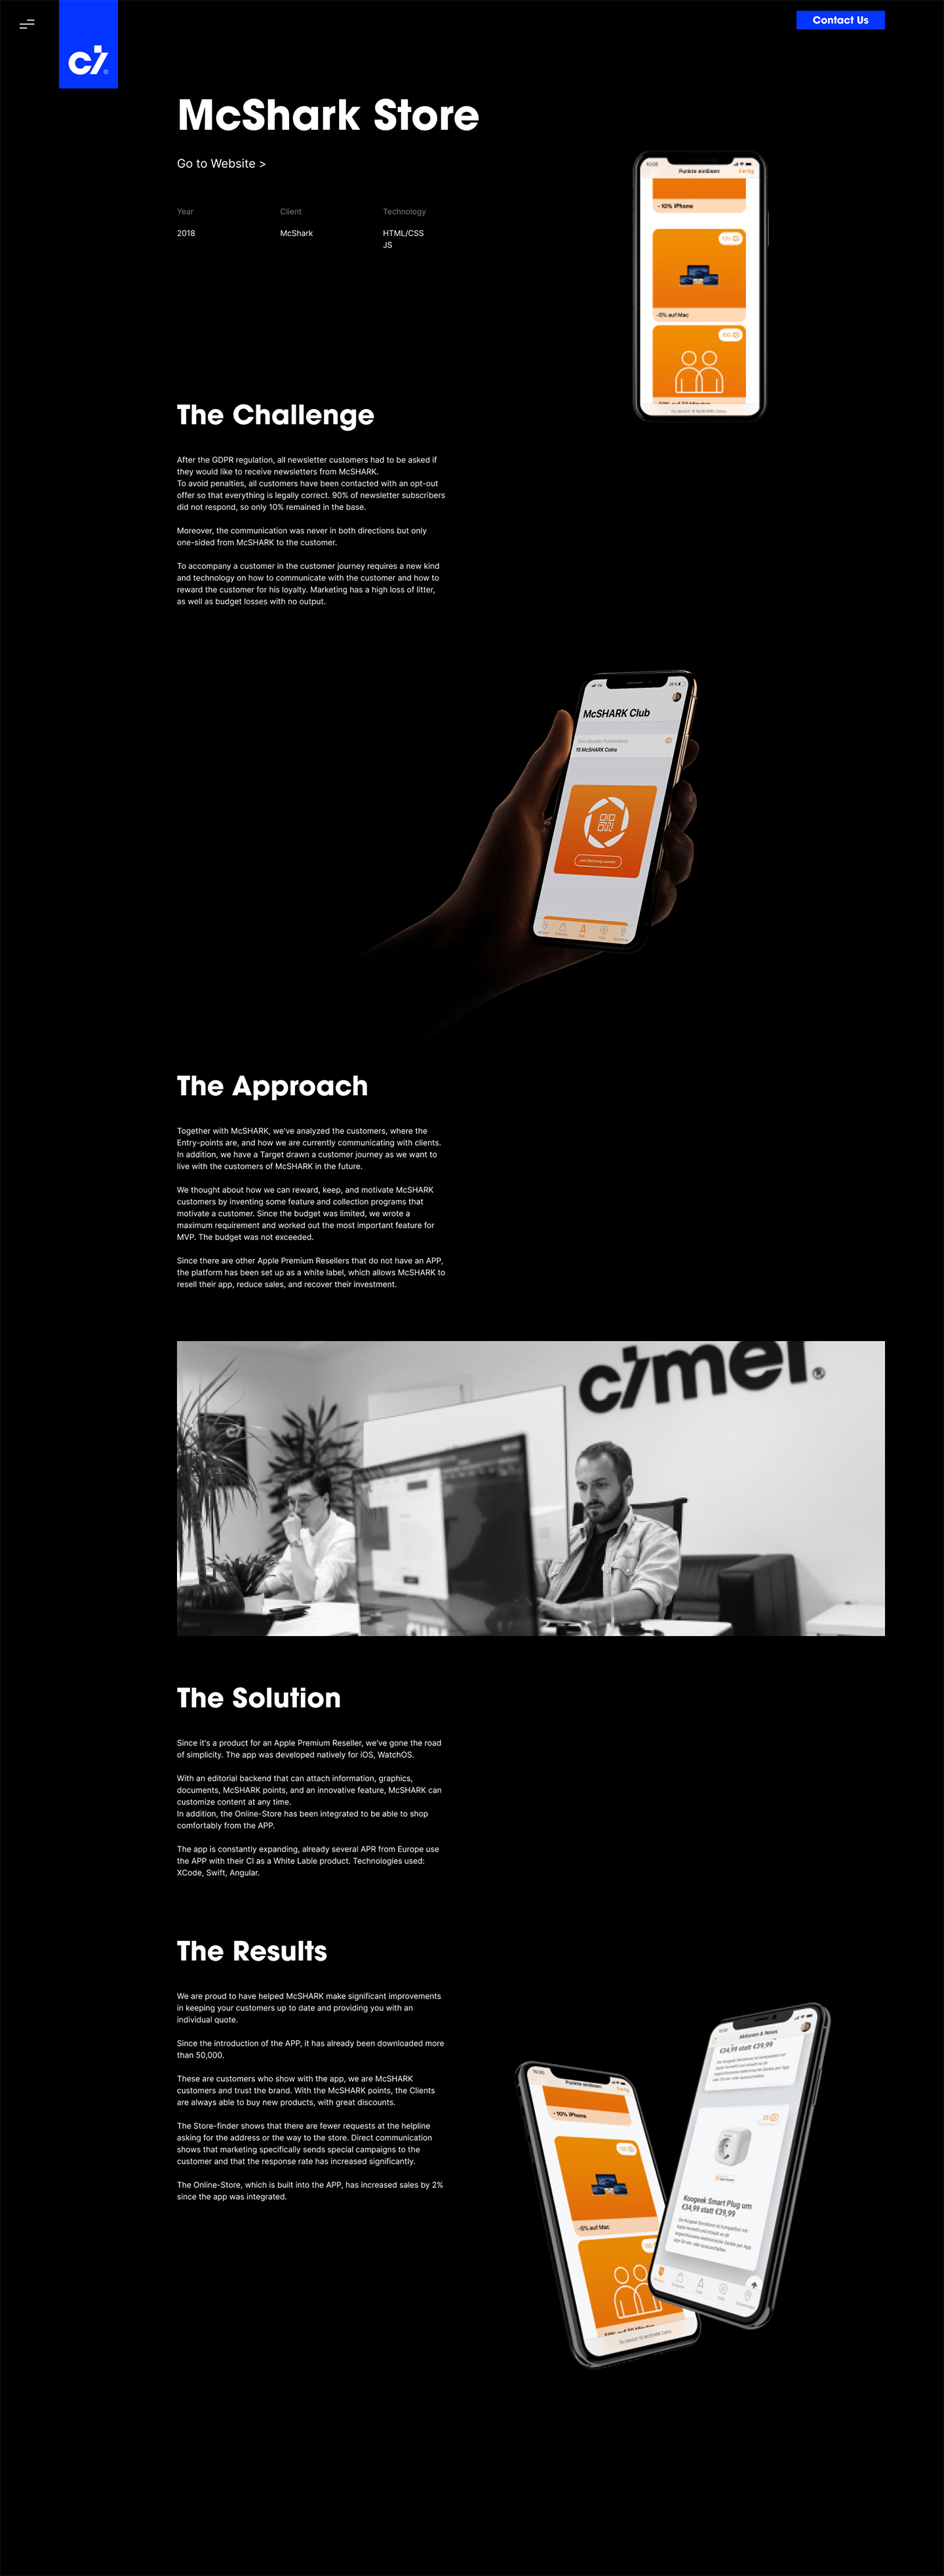 Contact Us
c/
McShark Store
Go to Website >
Year
Client
Technology
2018
McShark
HTML/CSS
JS
10:08
Punkte einlösen
Fertig
- 10% iPhone
125
-5% auf Mac
100
Du besitzt 15 McSHARK Coins
The Challenge
After the GDPR regulation, all newsletter customers had to be asked if
they would like to receive newsletters from McSHARK.
To avoid penalties, all customers have been contacted with an opt-out
offer so that everything is legally correct. 90% of newsletter subscribers
did not respond, so only 10% remained in the base.
Moreover, the communication was never in both directions but only
one-sided from McSHARK to the customer.
To accompany a customer in the customer journey requires a new kind
and technology on how to communicate with the customer and how to
reward the customer for his loyalty. Marketing has a high loss of litter,
as well as budget losses with no output.
McSHARK Club
Dein aktueller Punktestand
15 McSHARK Coins
The Approach
Together with McSHARK, we've analyzed the customers, where the
Entry-points are, and how we are currently communicating with clients.
In addition, we have a Target drawn a customer journey as we want to
live with the customers of McSHARK in the future.
We thought about how we can reward, keep, and motivate McSHARK
customers by inventing some feature and collection programs that
motivate a customer. Since the budget was limited, we wrote a
maximum requirement and worked out the most important feature for
MVP. The budget was not exceeded.
Since there are other Apple Premium Resellers that do not have an APP,
the platform has been set up as a white label, which allows McSHARK to
resell their app, reduce sales, and recover their investment.
c/mel.®
The Solution
Since it's a product for an Apple Premium Reseller, we've gone the road
of simplicity. The app was developed natively for iOS, WatchOS.
With an editorial backend that can attach information, graphics,
documents, McSHARK points, and an innovative feature, McSHARK can
customize content at any time.
In addition, the Online-Store has been integrated to be able to shop
comfortably from the APP.
The app is constantly expanding, already several APR from Europe use
the APP with their CI as a White Lable product. Technologies used:
XCode, Swift, Angular.
The Results
We are proud to have helped McSHARK make significant improvements
in keeping your customers up to date and providing you with an
individual quote.
Since the introduction of the APP, it has already been downloaded more
than 50,000.
These are customers who show with the app, we are McSHARK
customers and trust the brand. With the McSHARK points, the Clients
are always able to buy new products, with great discounts.
The Store-finder shows that there are fewer requests at the helpline
asking for the address or the way to the store. Direct communication
shows that marketing specifically sends special campaigns to the
customer and that the response rate has increased significantly.
The Online-Store, which is built into the APP, has increased sales by 2%
since the app was integrated.
Aktionen & News
€34,99 statt €39,99
25
Koogeek Smart Plug um
€34,99 statt €39,99
Punkte einlösen
Fertig
- 10% iPhone
125
-5% auf Mac
100
Du besitzt 15 McSHARK Coins